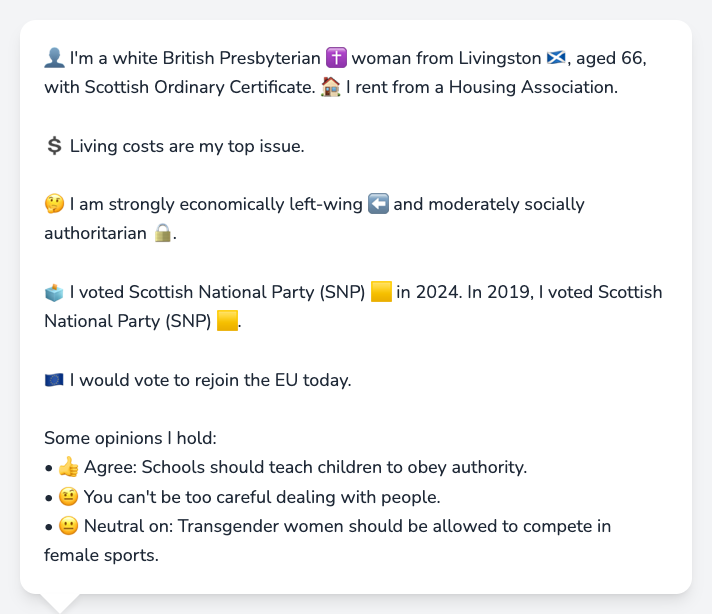 👤 I'm a white British Presbyterian ✝️ woman from Livingston 🏴󠁧󠁢󠁳󠁣󠁴󠁿, aged 66,
with Scottish Ordinary Certificate. 🏠 I rent from a Housing Association.
💲 Living costs are my top issue.
🤔 I am strongly economically left-wing ⬅️ and moderately socially
authoritarian 🔒.
🗳️ I voted Scottish National Party (SNP) 🟨 in 2024. In 2019, I voted Scottish
National Party (SNP) 🟨.
🇪🇺 I would vote to rejoin the EU today.
Some opinions I hold:
• 👍 Agree: Schools should teach children to obey authority.
• 🤨 You can't be too careful dealing with people.
• 😐 Neutral on: Transgender women should be allowed to compete in
female sports.